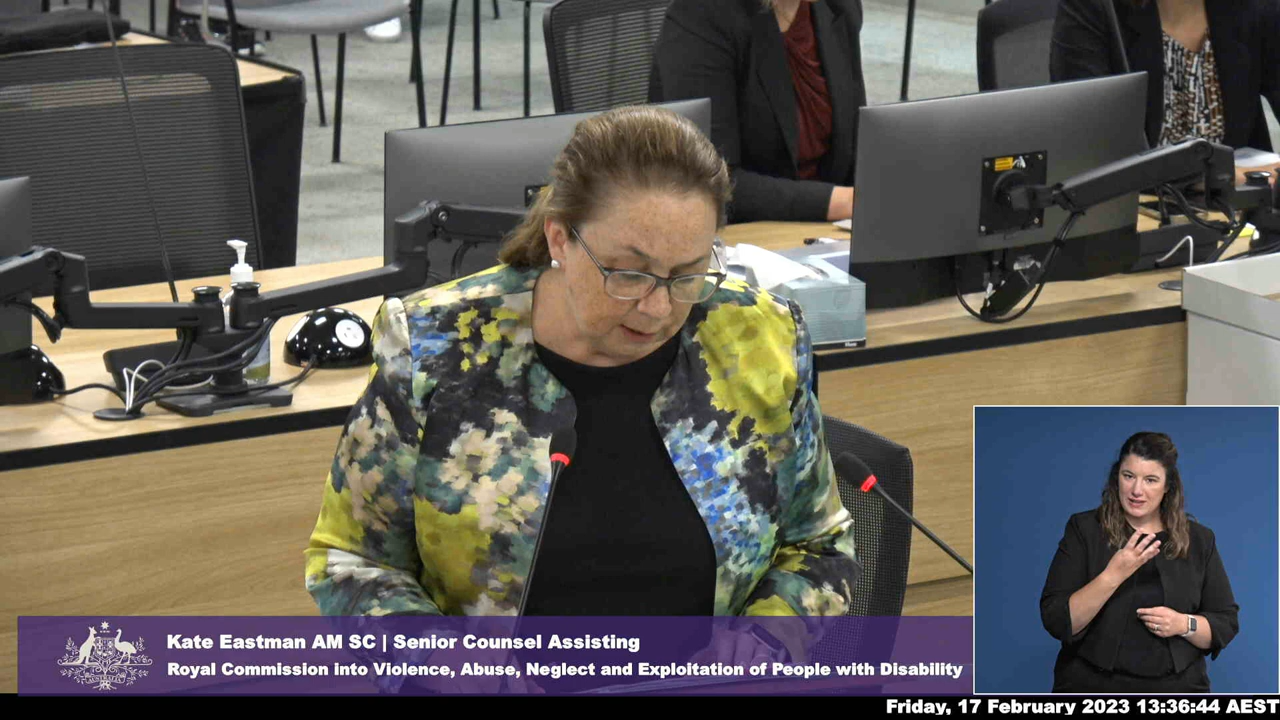 Kate Eastman AM SC | Senior Counsel Assisting
Royal Commission into Violence, Abuse, Neglect and Exploitation of People with Disability
Friday, 17 February 2023 13:36:44 AEST